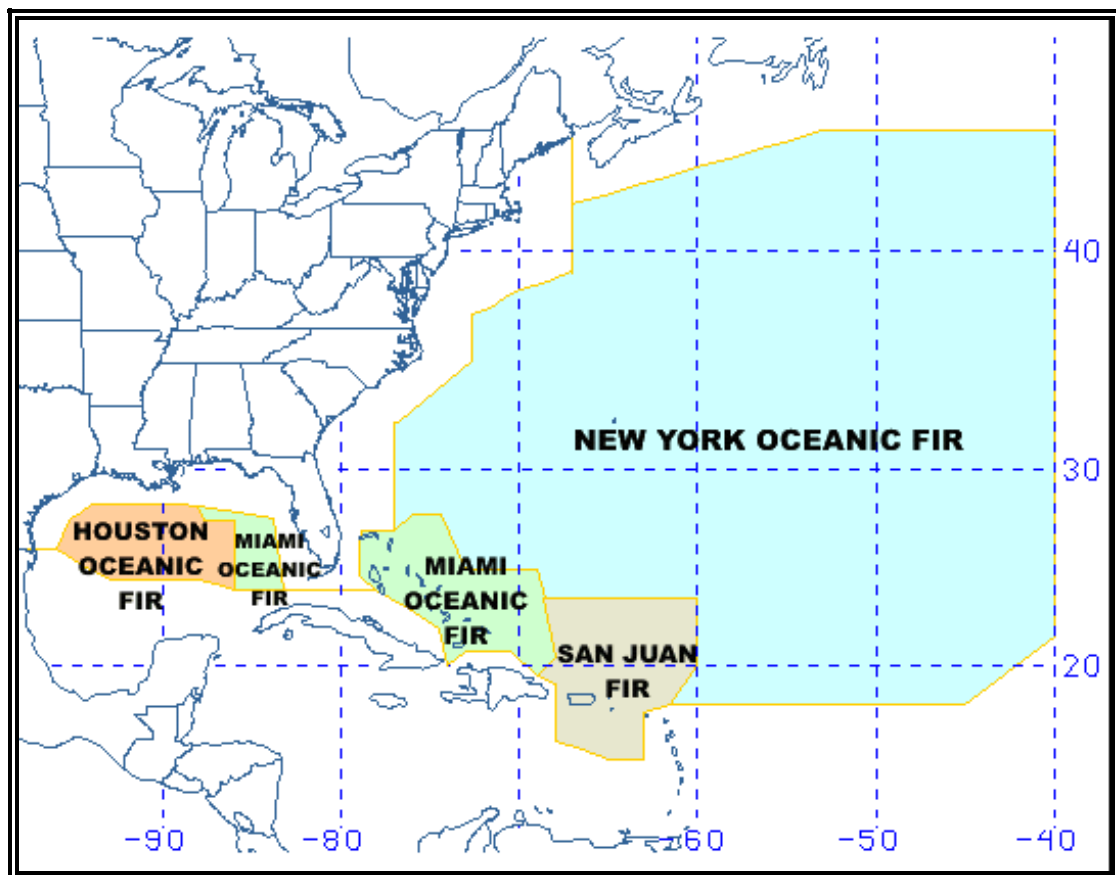 40
NEW YORK OCEANIC FIR
30
HOUSTON
OCEANIC
FIR
MIAMI
OCEANIC
FIR
MIAMI
OCEANIC
FIR
SAN JUAN
FIR
20
-90
-80
-60
-50
-40